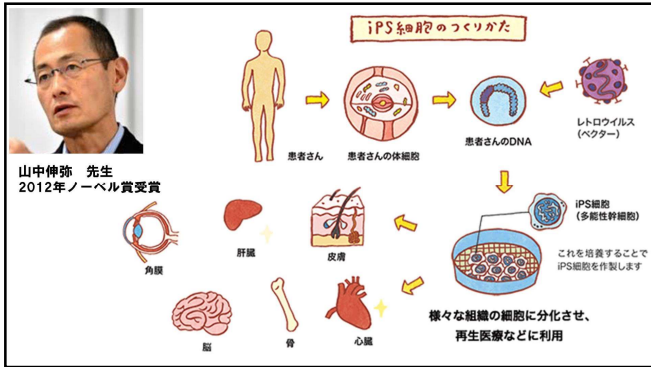 iPS細胞のつくりかた
山中伸弥　先生
2012年ノーベル賞受賞
患者さん
患者さんの体細胞
患者さんのDNA
レトロウイルス
(ベクター)
iPS細胞
(多能性幹細胞)
これを培養することで
iPS細胞を作製します
様々な組織の細胞に分化させ、
再生医療などに利用
角膜
肝臓
皮膚
脳
骨
心臓